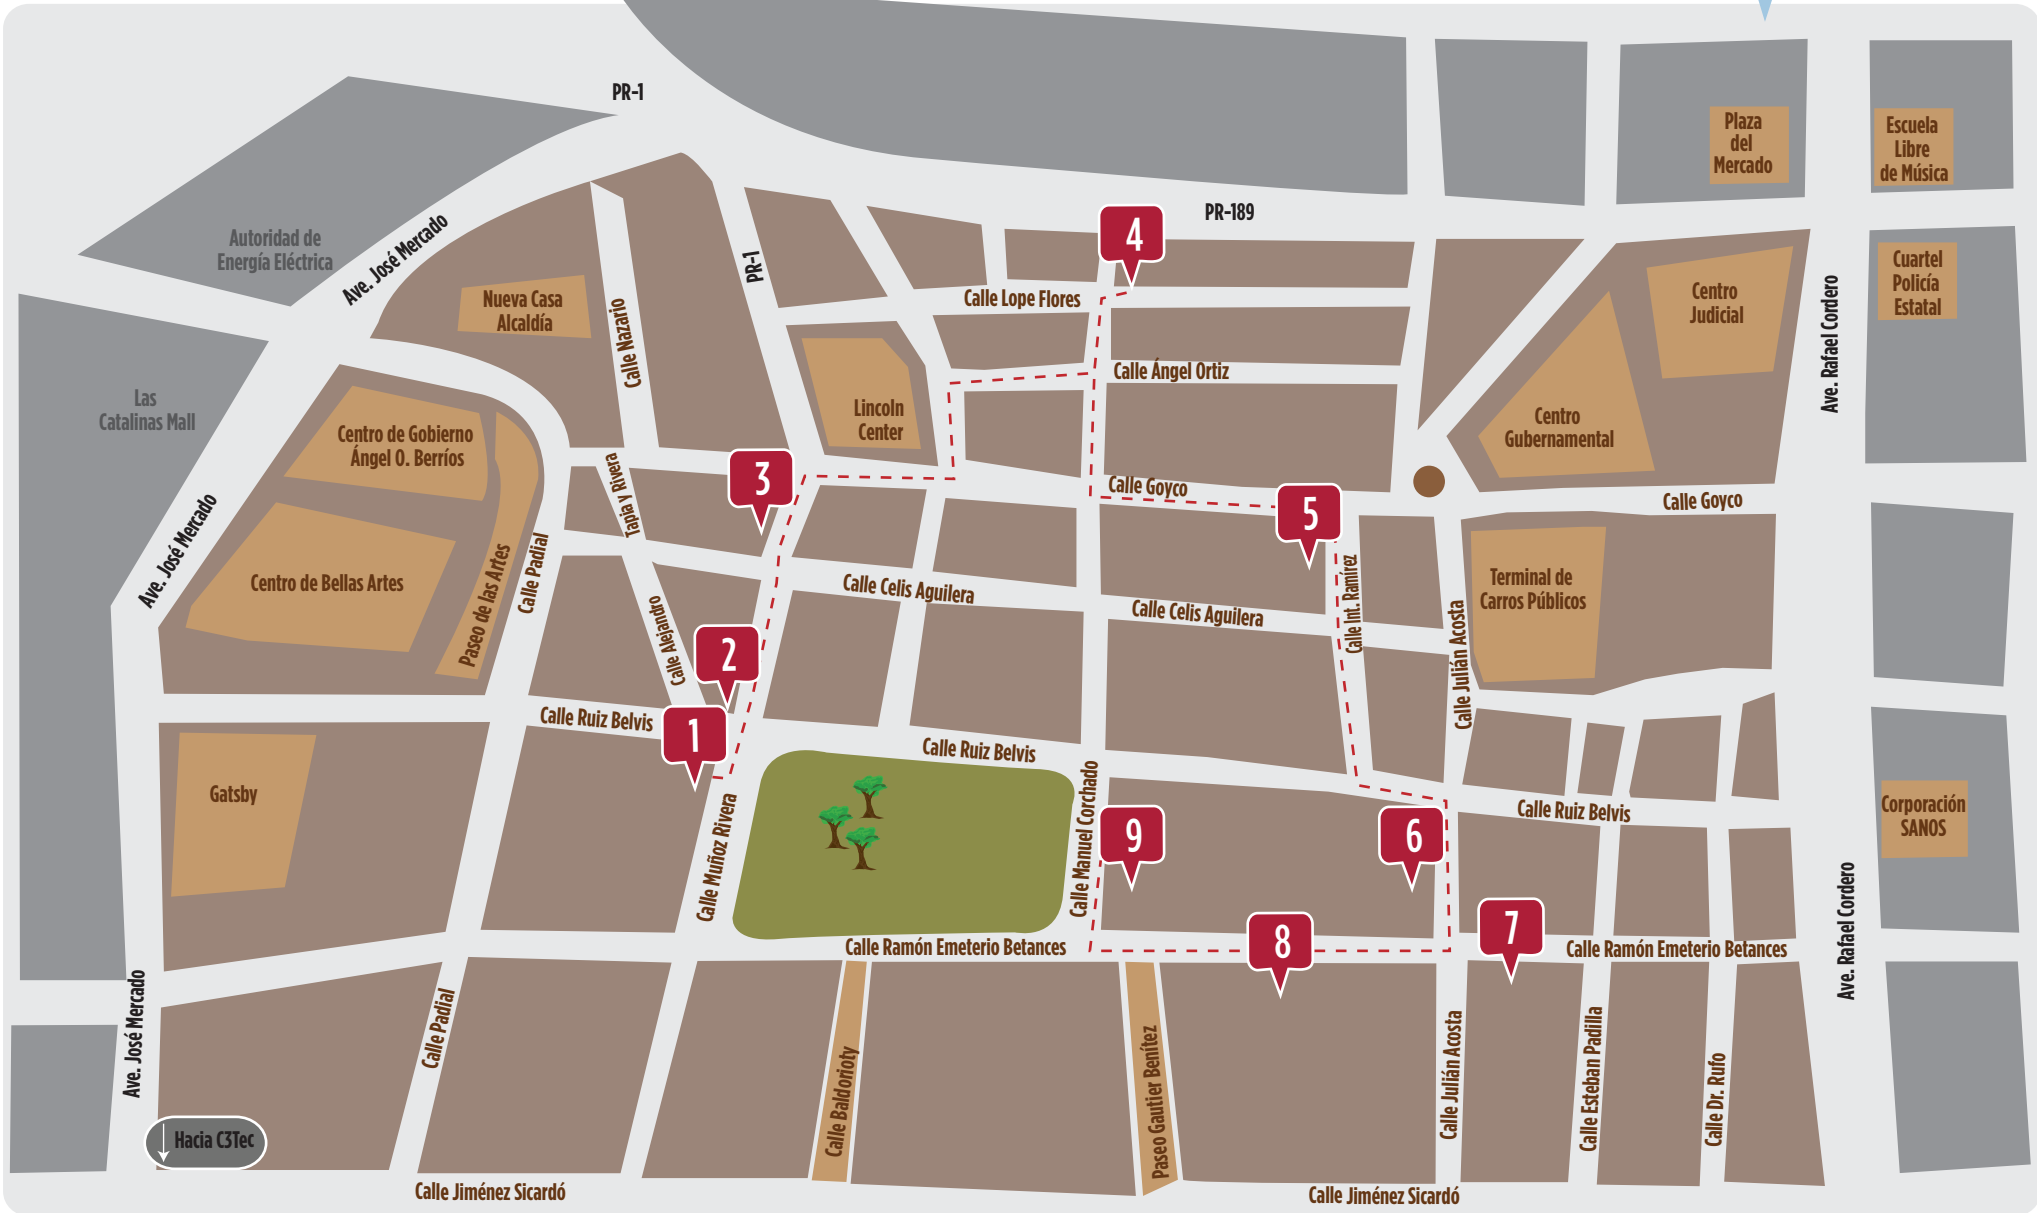 PR-1
Plaza
del
Mercado
Escuela
Libre
de Música
PR-189
4
Autoridad de
Energía Eléctrica
Ave. José Mercado
PR-1
Cuartel
Policía
Estatal
Nueva Casa
Alcaldía
Calle Nazario
Calle Lope Flores
Centro
Judicial
Ave. Rafael Cordero
Calle Ángel Ortiz
Las
Catalinas Mall
Lincoln
Center
Centro
Gubernamental
Centro de Gobierno
Ángel O. Berríos
3
Tapia y Rivera
Calle Goyco
5
Calle Goyco
Ave. José Mercado
Centro de Bellas Artes
Paseo de las Artes
Calle Padial
Calle Celis Aguilera
Calle Celis Aguilera
Calle Int. Ramírez
Terminal de
Carros Públicos
Calle Alejandro
2
Calle Julián Acosta
Calle Ruiz Belvis
1
Calle Ruiz Belvis
Gatsby
Calle Muñoz Rivera
Calle Manuel Corchado
9
6
Calle Ruiz Belvis
Corporación
SANOS
Calle Ramón Emeterio Betances
8
7
Calle Ramón Emeterio Betances
Ave. Rafael Cordero
Ave. José Mercado
Calle Padial
Calle Baldorioty
Paseo Gautier Benítez
Calle Julián Acosta
Calle Esteban Padilla
Calle Dr. Rufo
Hacia C3Tec
Calle Jiménez Sicardó
Calle Jiménez Sicardó